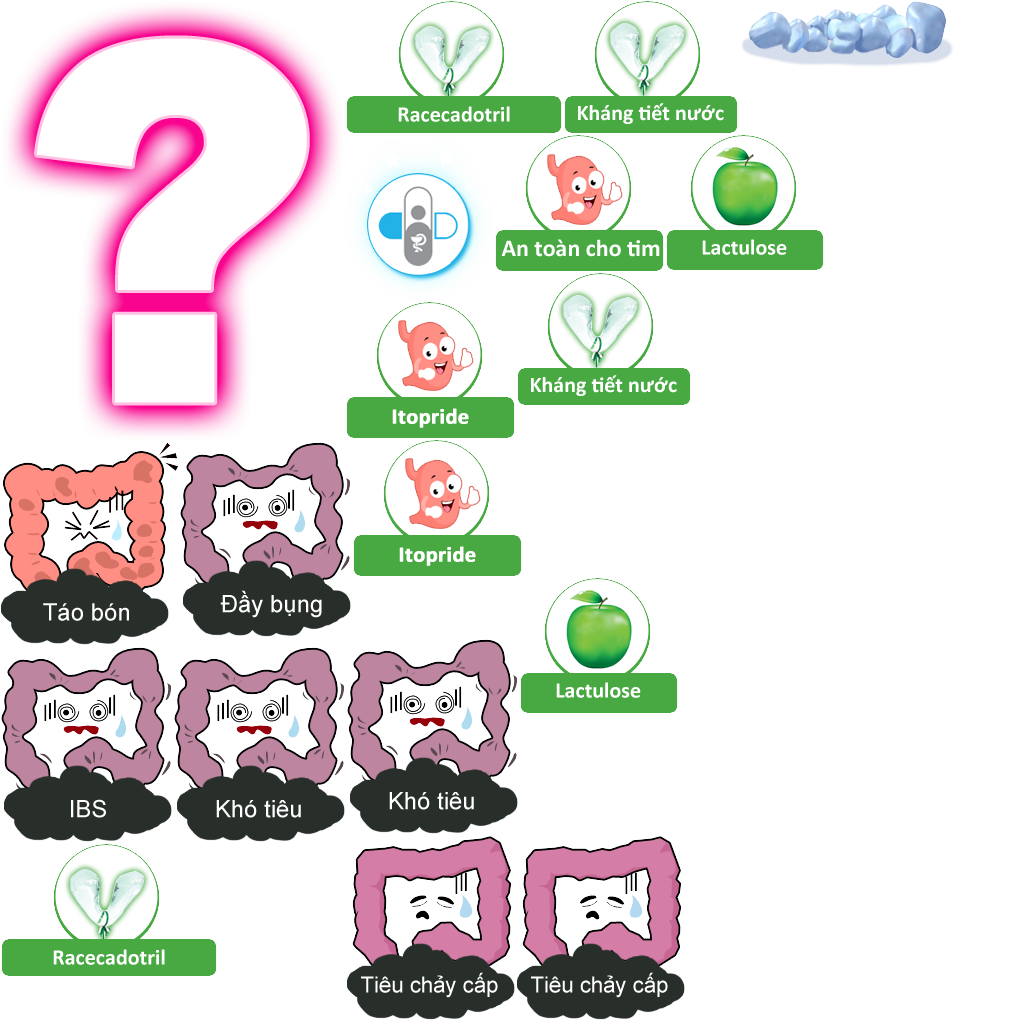 Racecadotril
Kháng tiết nước
An toàn cho tim
Lactulose
Kháng tiết nước
Itopride
Itopride
Táo bón
Đầy bụng
Lactulose
IBS
Khó tiêu
Khó tiêu
Racecadotril
Tiêu chảy cấp
Tiêu chảy cấp